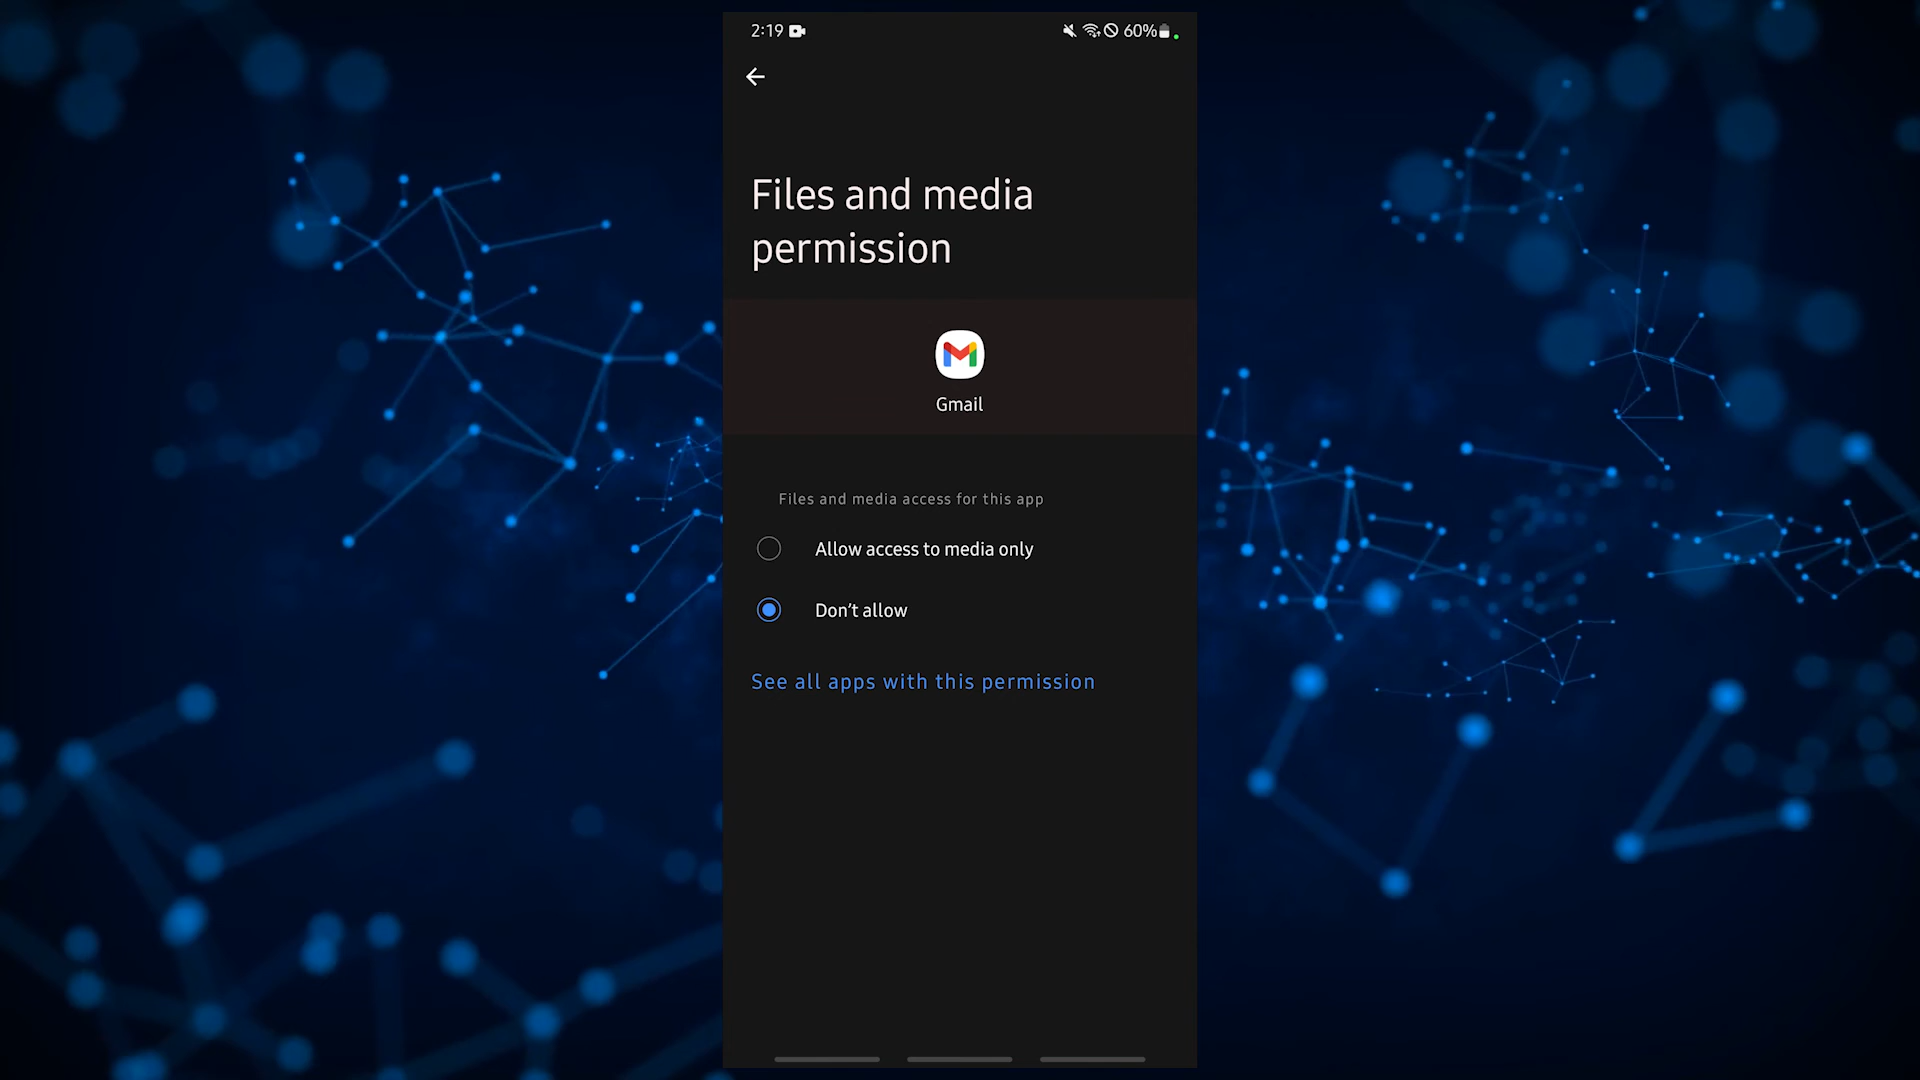 2:19
60%
Files and media
permission
Gmail
Files and media access for this app
Allow access to media only
Don't allow
See all apps with this permission